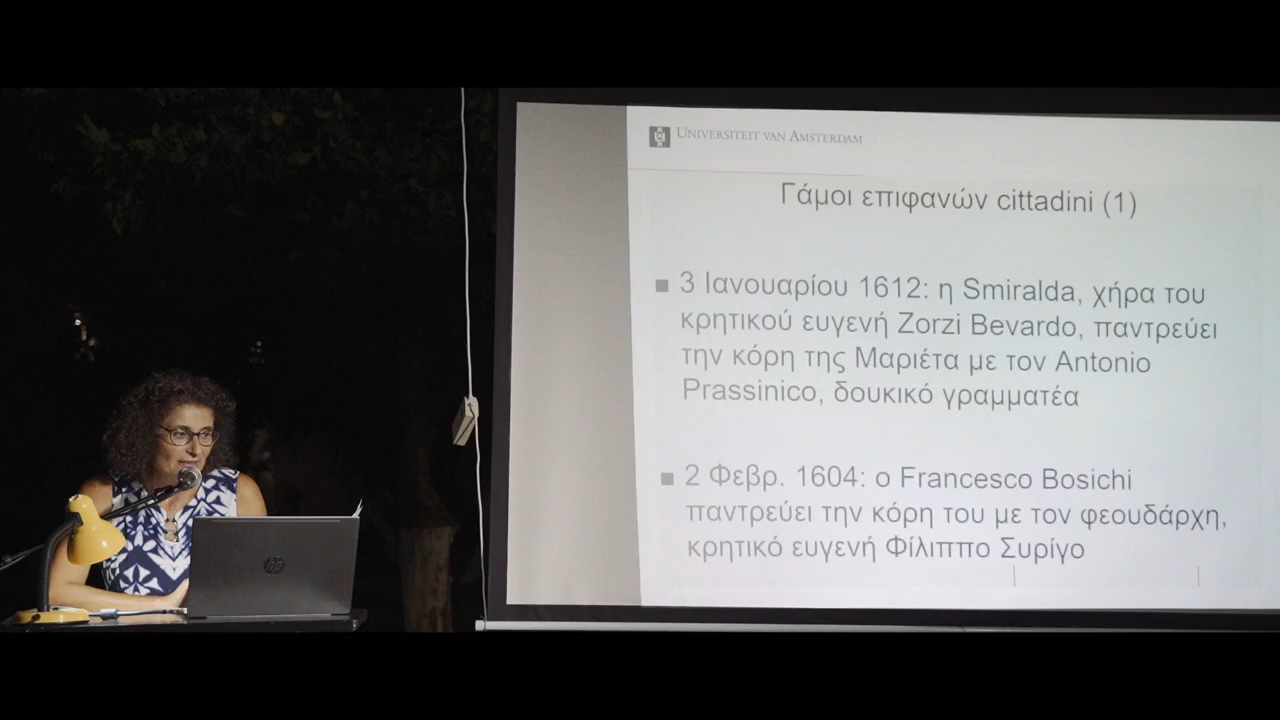 UNIVERSITEIT VAN AMSTERDAM
Γάμοι επιφανών cittadini (1)
■ 3 Ιανουαρίου 1612: η Smiralda, χήρα του
κρητικού ευγενή Zorzi Bevardo, παντρεύει
την κόρη της Μαριέτα με τον Antonio
Prassinico, δουκικό γραμματέα
■ 2 Φεβρ. 1604: ο Francesco Bosichi
παντρεύει την κόρη του με τον φεουδάρχη,
κρητικό ευγενή Φίλιππο Συρίγο
hp